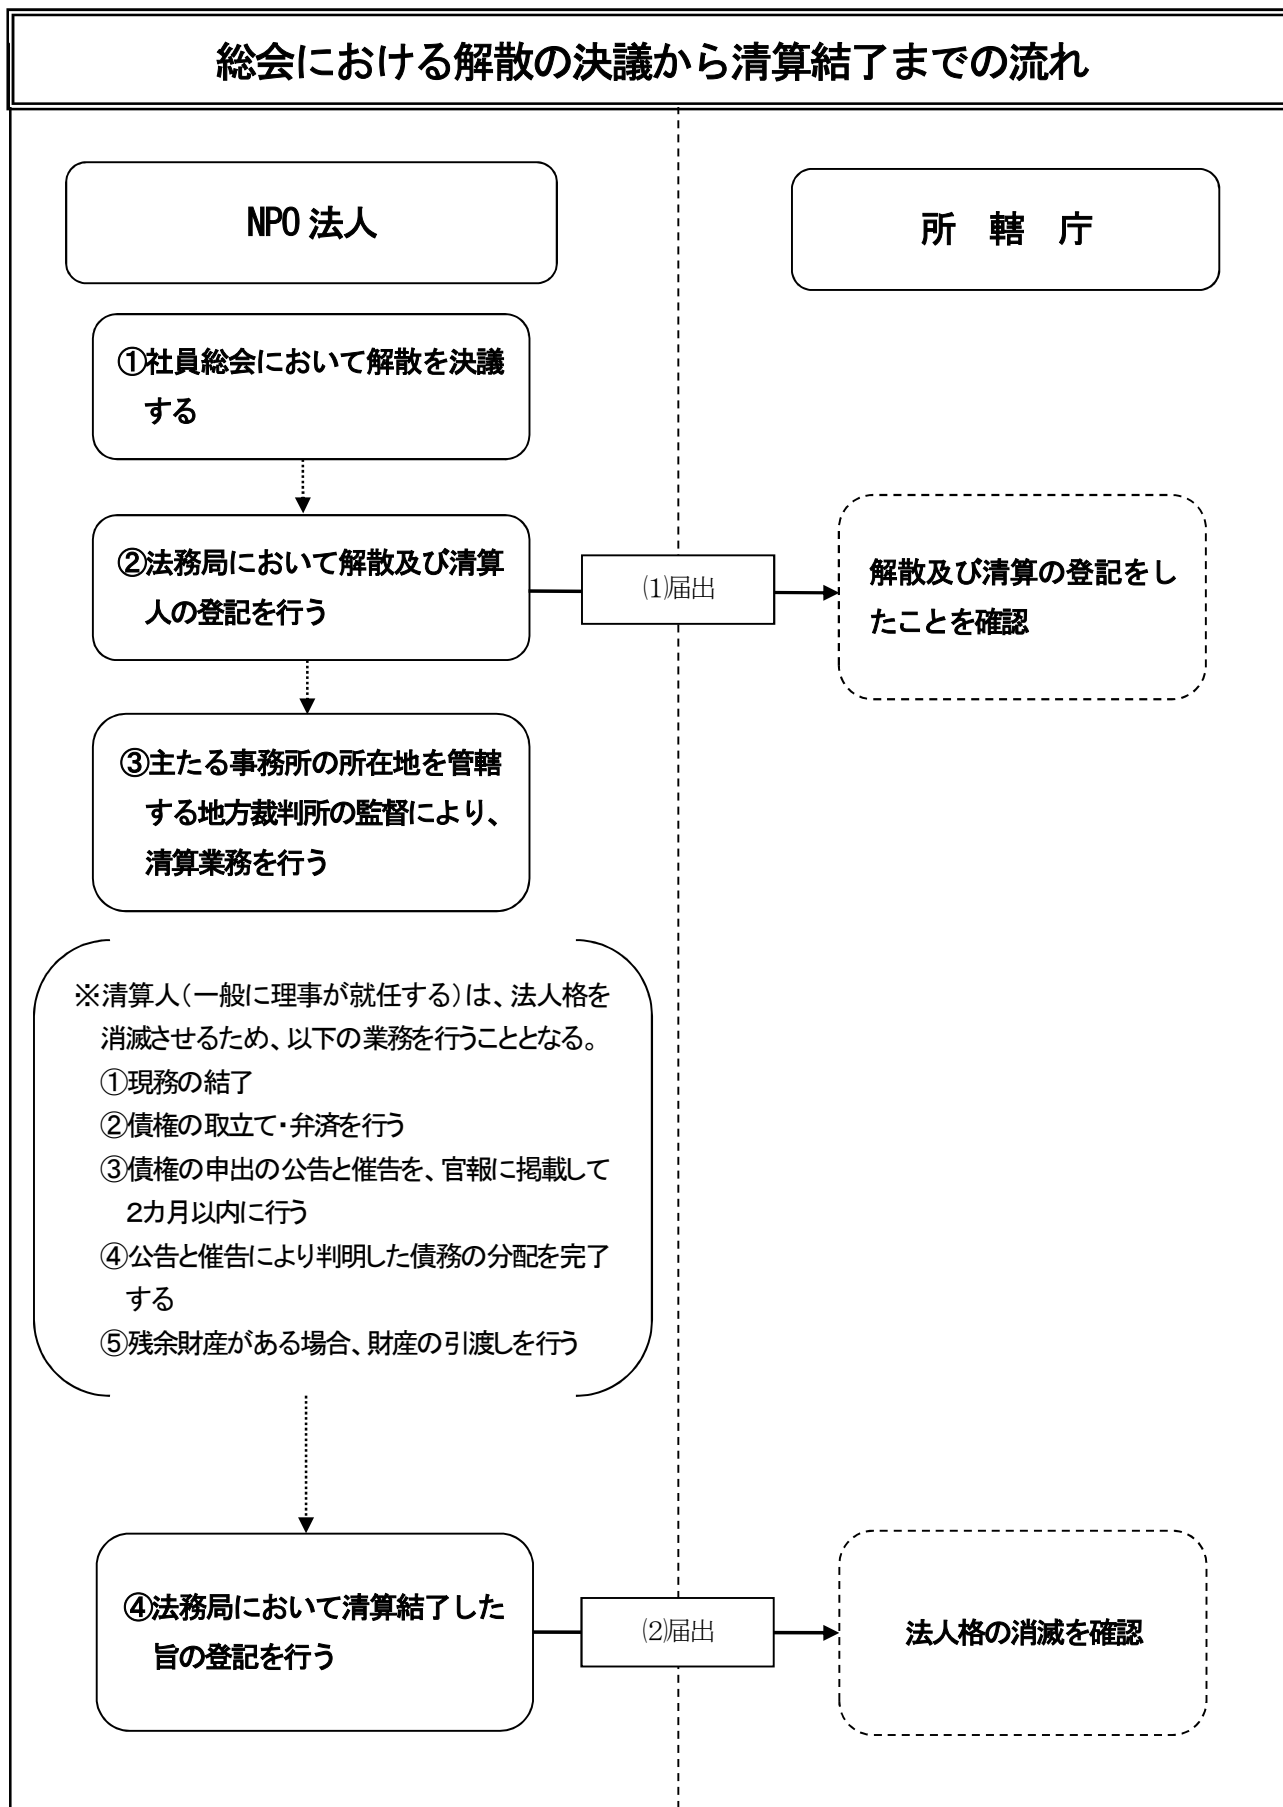 総会における解散の決議から清算結了までの流れ
NPO法人
所　轄　庁
①社員総会において解散を決議
する
②法務局において解散及び清算
人の登記を行う
⑴届出
解散及び清算の登記をし
たことを確認
③主たる事務所の所在地を管轄
する地方裁判所の監督により、
清算業務を行う
※清算人（一般に理事が就任する）は、法人格を
消滅させるため、以下の業務を行うこととなる。
①現務の結了
②債権の取立て・弁済を行う
③債権の申出の公告と催告を、官報に掲載して
２カ月以内に行う
④公告と催告により判明した債務の分配を完了
する
⑤残余財産がある場合、財産の引渡しを行う
④法務局において清算結了した
旨の登記を行う
⑵届出
法人格の消滅を確認